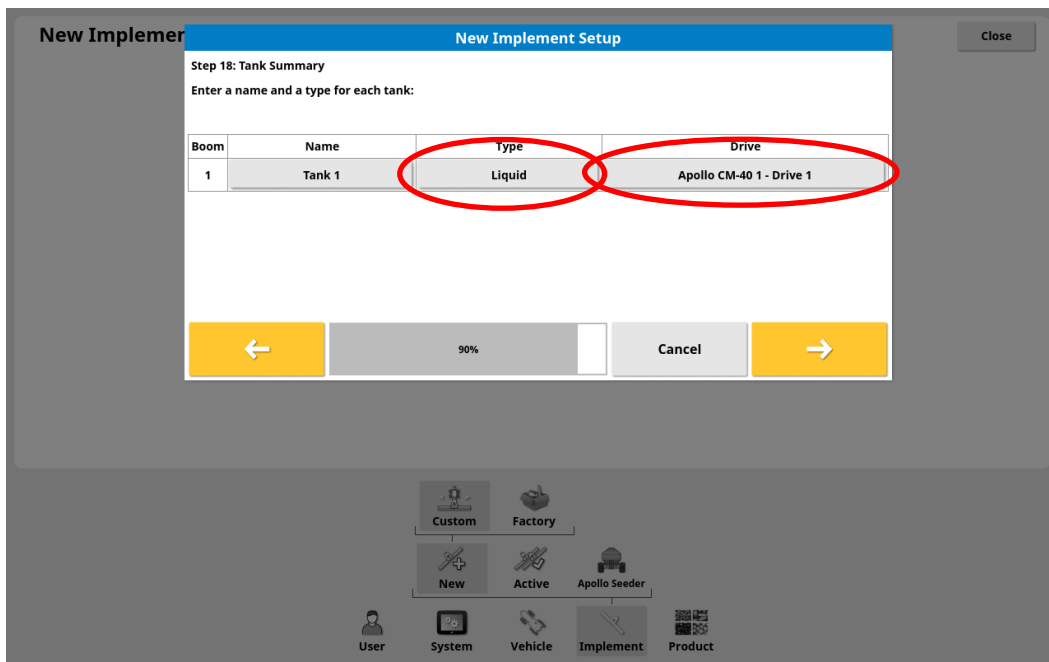 New Implemen
New Implement Setup
Close
Step 18: Tank Summary
Enter a name and a type for each tank:
Boom Name Type Drive
1 Tank 1 Liquid Apollo CM-40 1 - Drive 1
90% Cancel
Custom Factory
New Active Apollo Seeder
User System Vehicle Implement Product